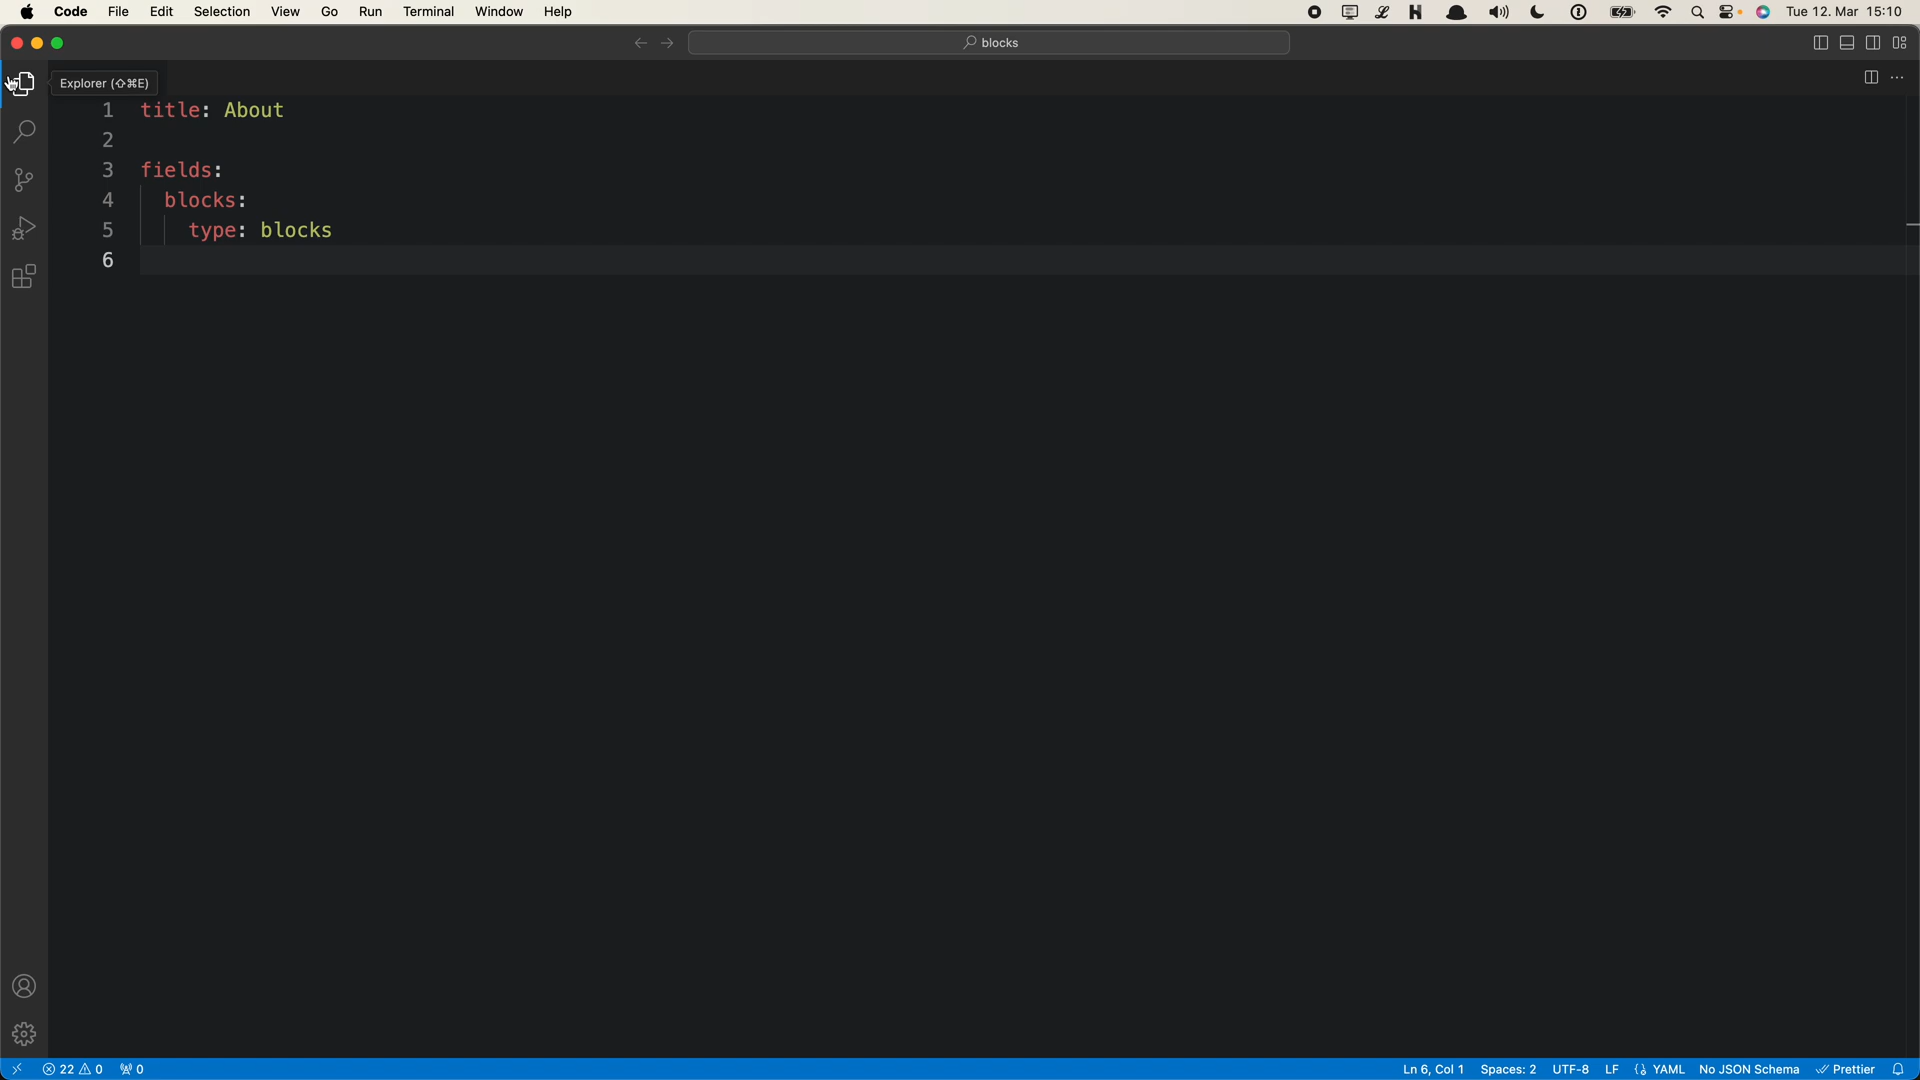 Code File Edit Selection View Go Run Terminal Window Help Tue 12. Mar 15:10
blocks
Explorer (⇧⌘E)
1 title: About
2
3 fields:
4 blocks:
5 type: blocks
6
22 0 0 Ln 6, Col 1 Spaces: 2 UTF-8 LF {} YAML No JSON Schema Prettier